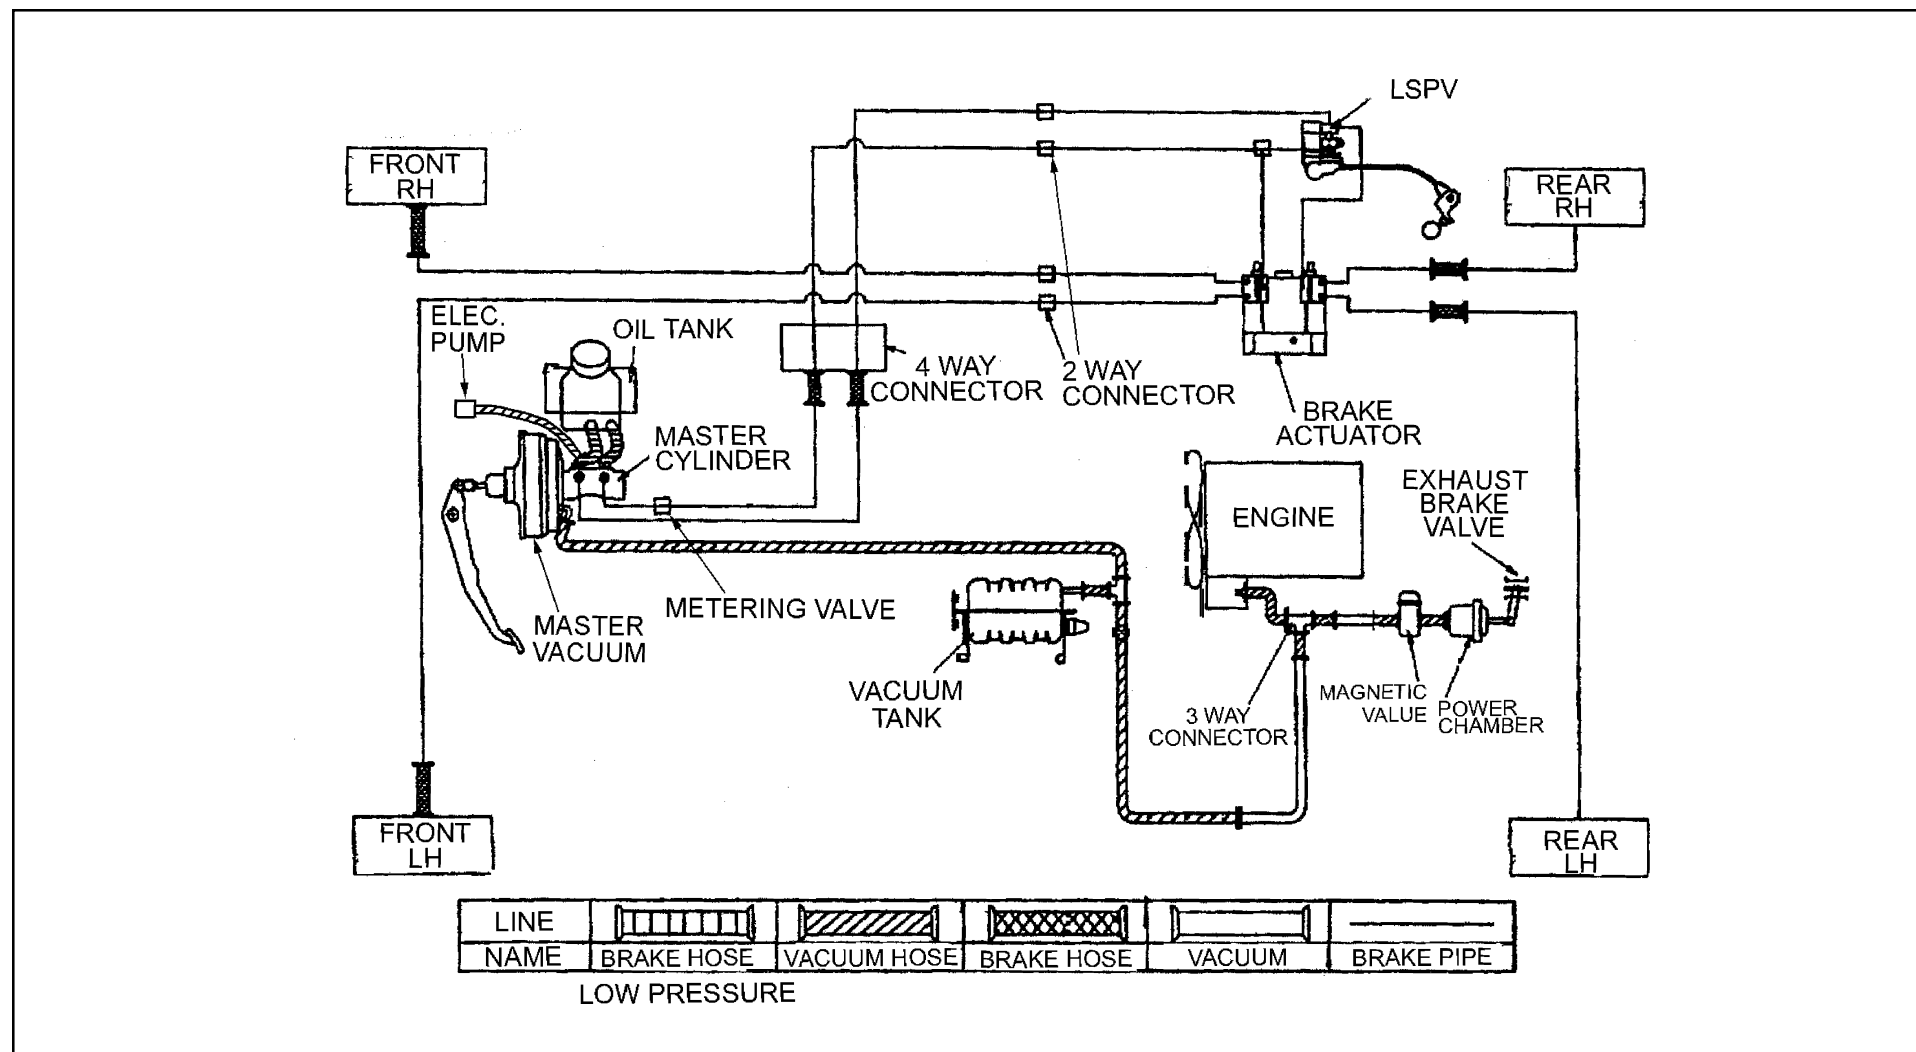 LSPV
FRONT
RH
REAR
RH
ELEC.
PUMP
OIL TANK
4 WAY
CONNECTOR
2 WAY
CONNECTOR
BRAKE
ACTUATOR
MASTER
CYLINDER
EXHAUST
BRAKE
VALVE
ENGINE
METERING VALVE
MASTER
VACUUM
VACUUM
TANK
3 WAY
CONNECTOR
MAGNETIC
VALUE
POWER
CHAMBER
FRONT
LH
REAR
LH
LINE
NAME BRAKE HOSE VACUUM HOSE BRAKE HOSE VACUUM BRAKE PIPE
LOW PRESSURE